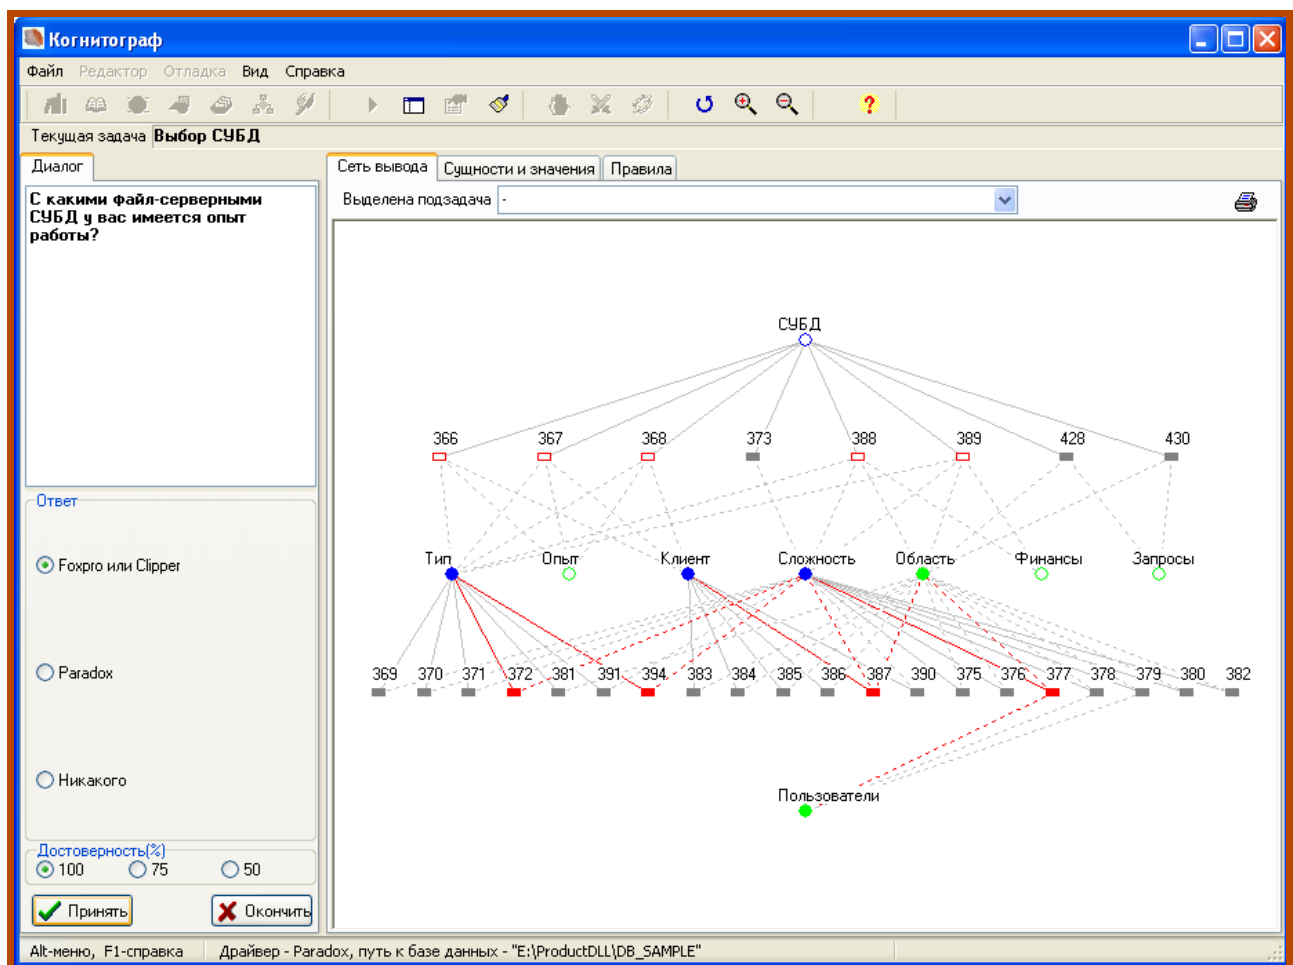 Когнитограф
Файл Редактор Отладка Вид Справка
Текущая задача Выбор СУБД
Диалог
Сеть вывода Сущности и значения Правила
С какими файл-серверными
СУБД у вас имеется опыт
работы?
Выделена подзадача -
СУБД
366 367 368 373 388 389 428 430
Тип Опыт Клиент Сложность Область Финансы Запросы
369 370 371 372 381 391 394 383 384 385 386 387 390 375 376 377 378 379 380 382
Пользователи
Ответ
Foxpro или Clipper
Paradox
Никакого
Достоверность(%)
100 75 50
Принять Окончить
Alt-меню, F1-справка Драйвер - Paradox, путь к базе данных - "E:\ProductDLL\DB_SAMPLE"